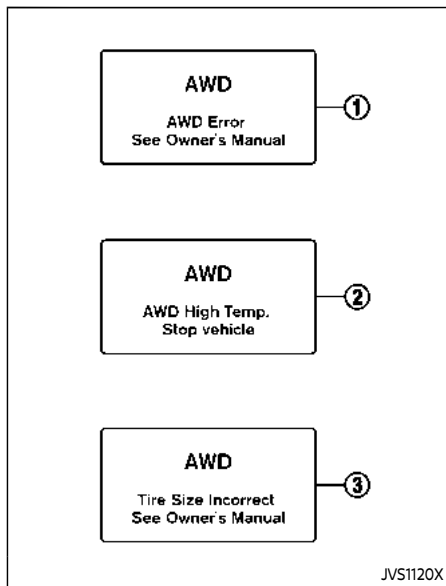 AWD
AWD Error
See Owner's Manual
1
AWD
AWD High Temp.
Stop vehicle
2
AWD
Tire Size Incorrect
See Owner's Manual
3
JVS1120X